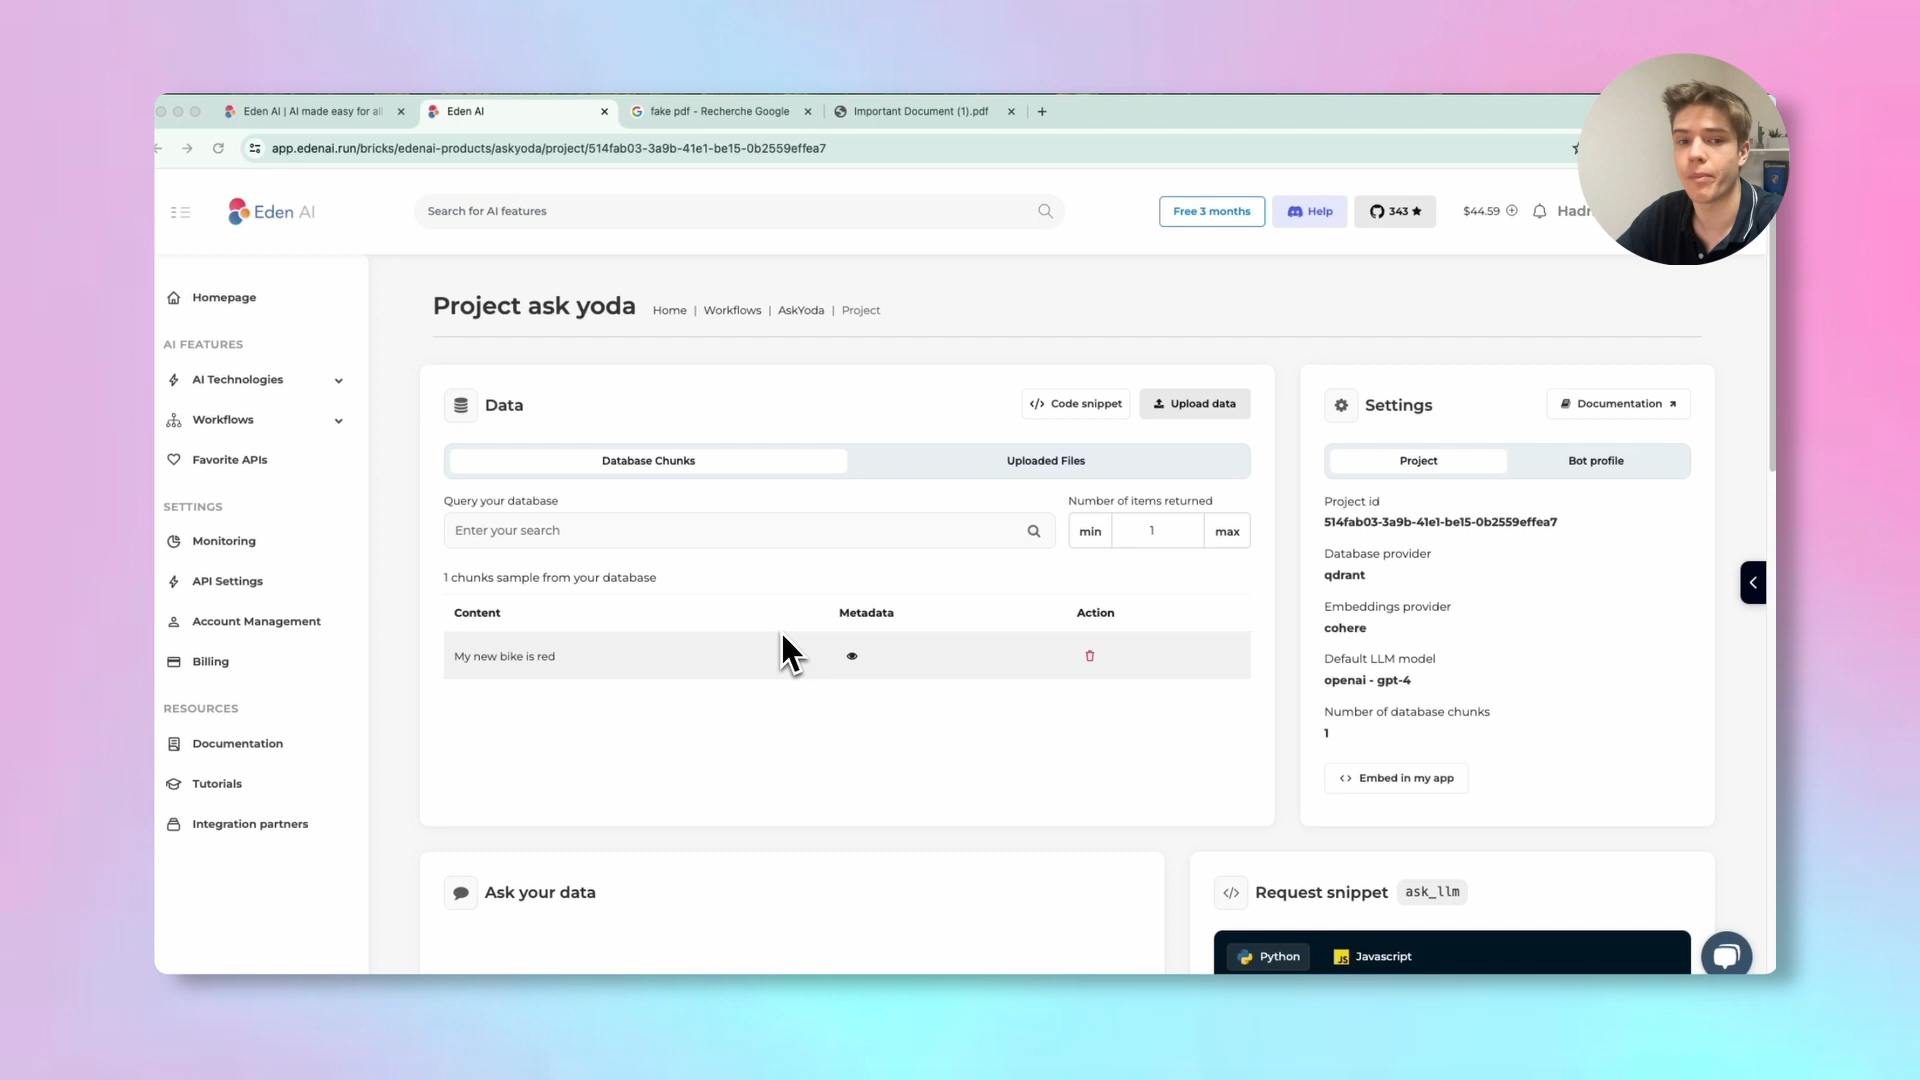 Eden AI | AI made easy for all
Eden AI
fake pdf - Recherche Google
Important Document (1).pdf
app.edenai.run/bricks/edenai-products/askyoda/project/514fab03-3a9b-41e1-be15-0b2559effea7
Eden AI
Search for AI features
Free 3 months
Help
343
$44.59
Homepage
AI FEATURES
AI Technologies
Workflows
Favorite APIs
SETTINGS
Monitoring
API Settings
Account Management
Billing
RESOURCES
Documentation
Tutorials
Integration partners
Project ask yoda
Home | Workflows | AskYoda | Project
Data
</> Code snippet
Upload data
Database Chunks
Uploaded Files
Query your database
Number of items returned
Enter your search
min 1 max
1 chunks sample from your database
Content Metadata Action
My new bike is red
Settings
Documentation
Project
Bot profile
Project id
514fab03-3a9b-41e1-be15-0b2559effea7
Database provider
qdrant
Embeddings provider
cohere
Default LLM model
openai - gpt-4
Number of database chunks
1
<> Embed in my app
Ask your data
</> Request snippet ask_llm
Python
JS Javascript